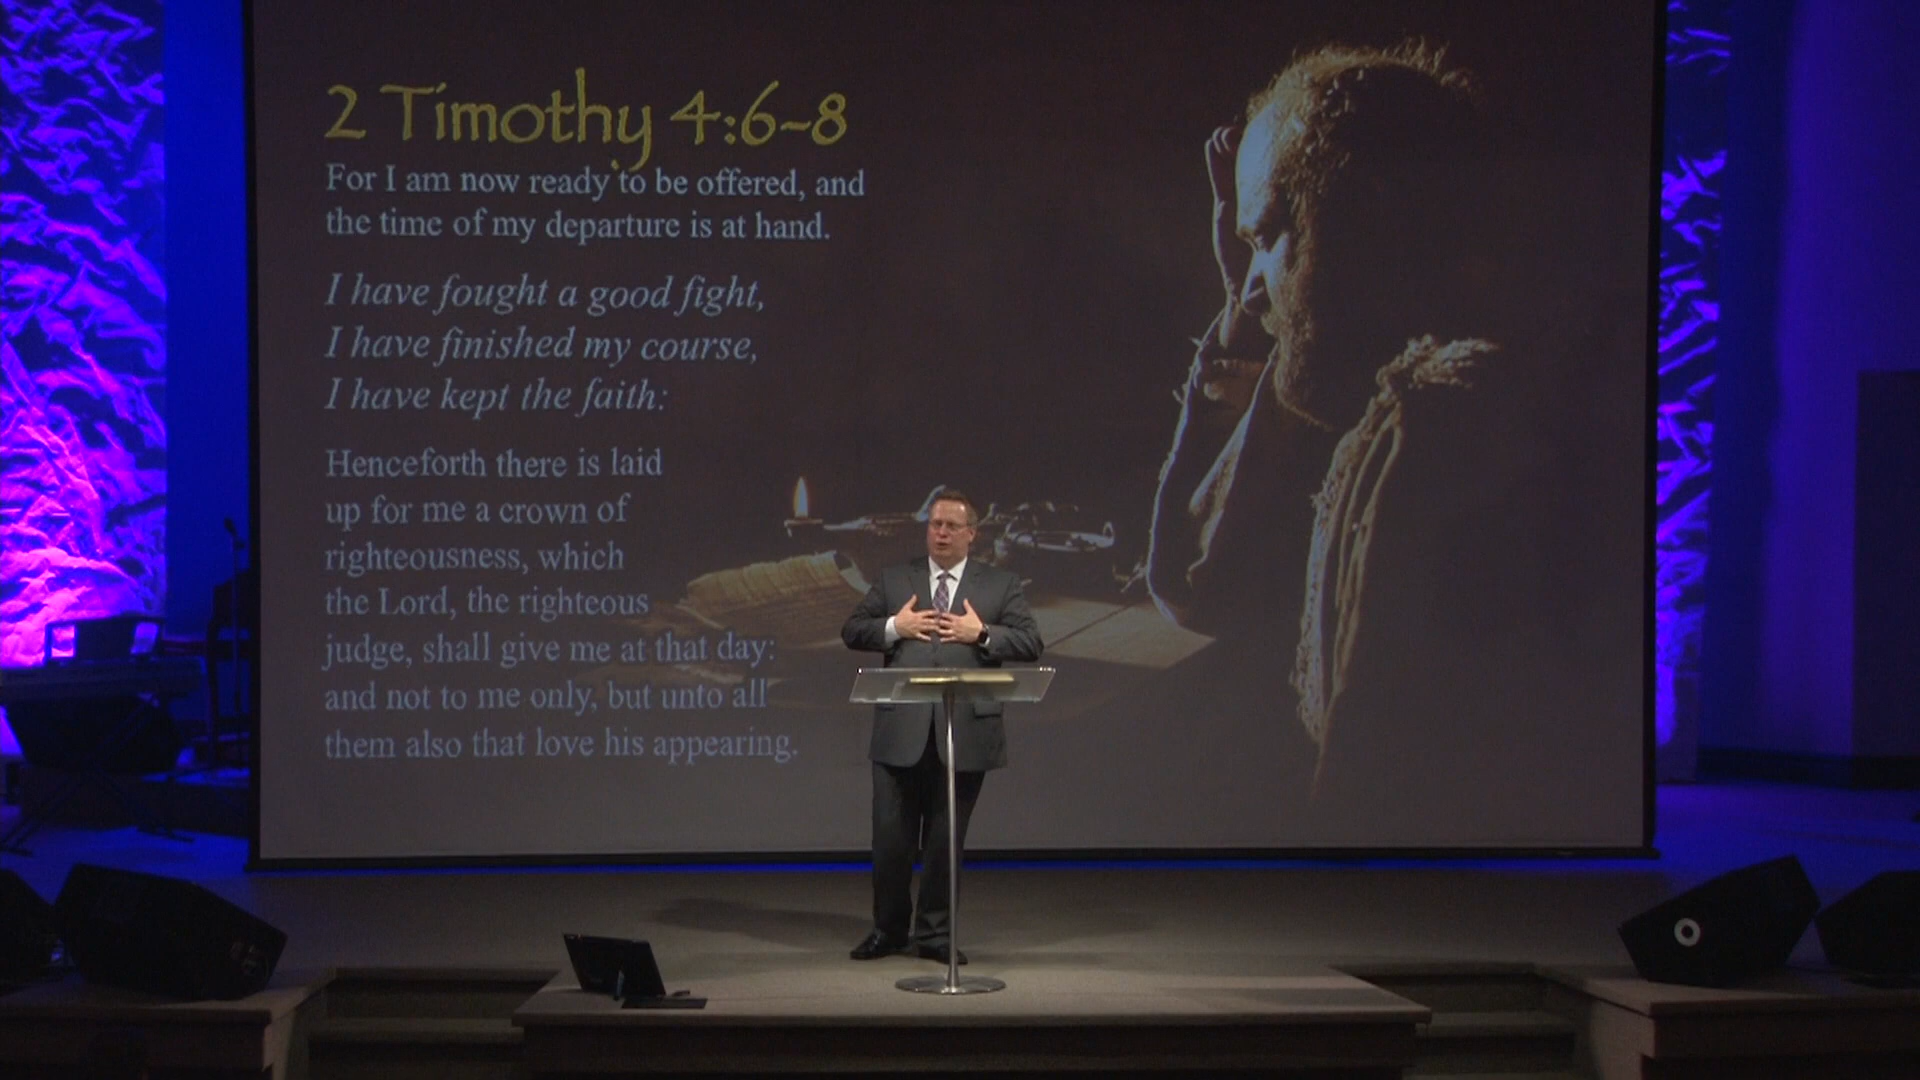 2 Timothy 4:6-8
For I am now ready to be offered, and
the time of my departure is at hand.
I have fought a good fight,
I have finished my course,
I have kept the faith:
Henceforth there is laid
up for me a crown of
righteousness, which
the Lord, the righteous
judge, shall give me at that day:
and not to me only, but unto all
them also that love his appearing.